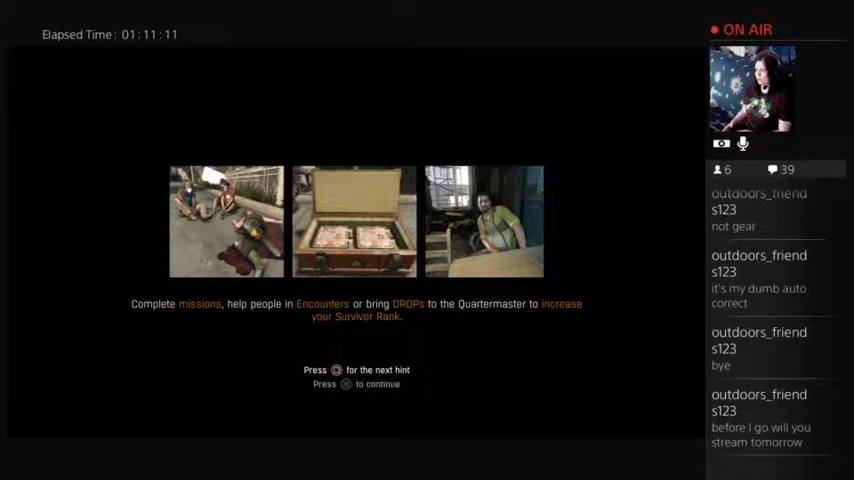 Elapsed Time: 01:11:11
ON AIR
6 39
outdoors_friend
s123
not gear
outdoors_friend
s123
it's my dumb auto
correct
outdoors_friend
s123
bye
outdoors_friend
s123
before I go will you
stream tomorrow
Complete missions, help people in Encounters or bring DROPs to the Quartermaster to increase
your Survivor Rank.
Press for the next hint
Press to continue